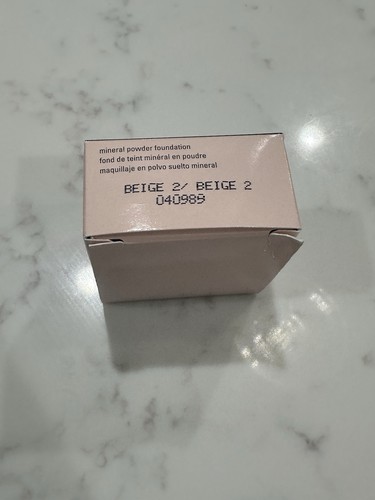 mineral powder foundation
fond de teint minéral en poudre
maquillaje en polvo suelto mineral
BEIGE 2/ BEIGE 2
040989